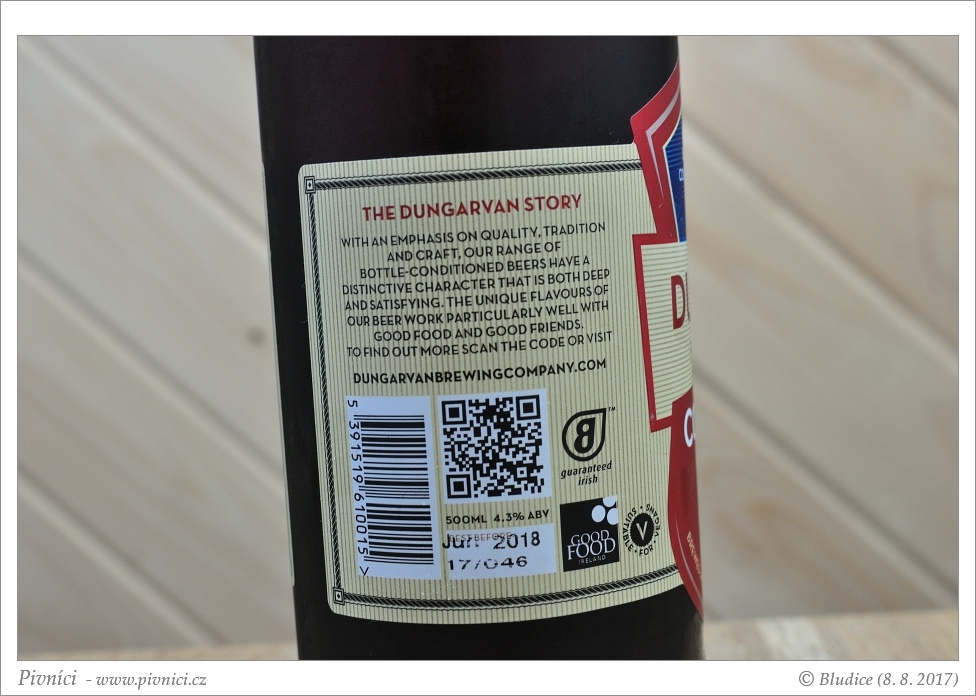 THE DUNGARVAN STORY
WITH AN EMPHASIS ON QUALITY, TRADITION
AND CRAFT, OUR RANGE OF
BOTTLE-CONDITIONED BEERS HAVE A
DISTINCTIVE CHARACTER THAT IS BOTH DEEP
AND SATISFYING. THE UNIQUE FLAVOURS OF
OUR BEER WORK PARTICULARLY WELL WITH
GOOD FOOD AND GOOD FRIENDS.
TO FIND OUT MORE SCAN THE CODE OR VISIT
DUNGARVANBREWINGCOMPANY.COM
5 391519 610015 >
TM
guaranteed
irish
500ML 4.3% ABV
BEST BEFORE
Jun 2018
17/046
GOOD
FOOD
IRELAND
SUITABLE FOR VEGANS
V
Pivníci - www.pivnici.cz
© Bludice (8. 8. 2017)